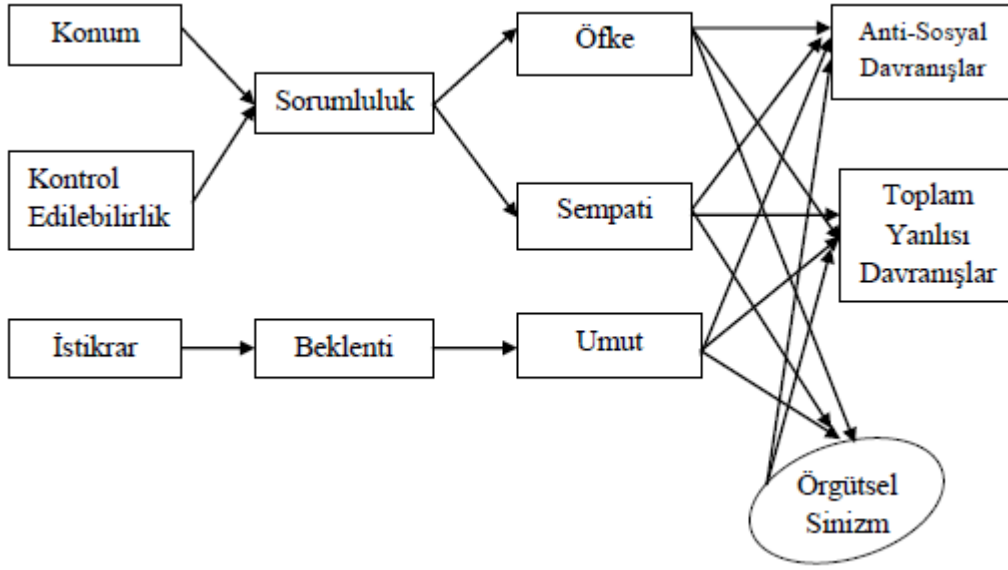 Konum
Öfke
Anti-Sosyal
Davranışlar
Sorumluluk
Kontrol
Edilebilirlik
Sempati
Toplam
Yanlısı
Davranışlar
İstikrar
Beklenti
Umut
Örgütsel
Sinizm